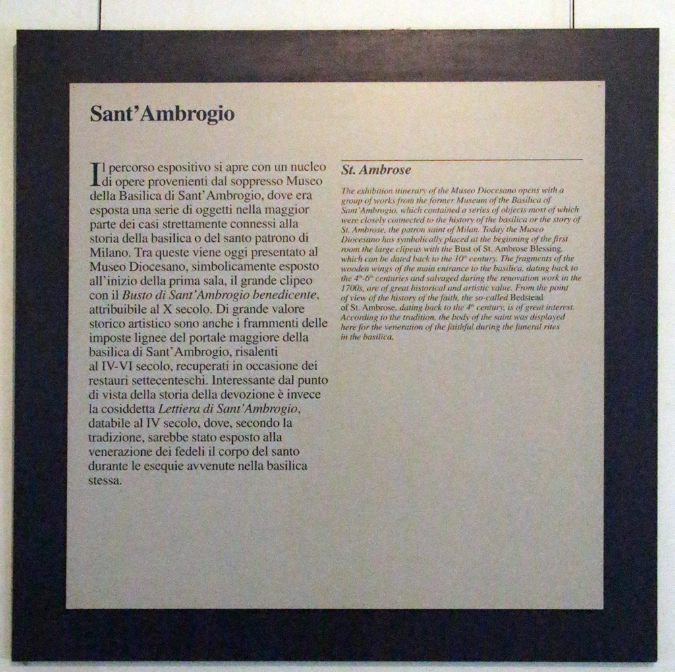 Sant'Ambrogio
Il percorso espositivo si apre con un nucleo
di opere provenienti dal soppresso Museo
della Basilica di Sant'Ambrogio, dove era
esposta una serie di oggetti nella maggior
parte dei casi strettamente connessi alla
storia della basilica o del santo patrono di
Milano. Tra queste viene oggi presentato al
Museo Diocesano, simbolicamente esposto
all'inizio della prima sala, il grande clipeo
con il Busto di Sant'Ambrogio benedicente,
attribuibile al X secolo. Di grande valore
storico artistico sono anche i frammenti delle
imposte lignee del portale maggiore della
basilica di Sant'Ambrogio, risalenti
al IV-VI secolo, recuperati in occasione dei
restauri settecenteschi. Interessante dal punto
di vista della storia della devozione è invece
la cosiddetta Lettiera di Sant'Ambrogio,
databile al IV secolo, dove, secondo la
tradizione, sarebbe stato esposto alla
venerazione dei fedeli il corpo del santo
durante le esequie avvenute nella basilica
stessa.
St. Ambrose
The exhibition itinerary of the Museo Diocesano opens with a
group of works from the former Museum of the Basilica of
Sant'Ambrogio, which contained a series of objects most of which
were closely connected to the history of the basilica or the story of
St. Ambrose, the patron saint of Milan. Today the Museo
Diocesano has symbolically placed at the beginning of the first
room the large clipeus with the Bust of St. Ambrose Blessing,
which can be dated back to the 10th century. The fragments of the
wooden wings of the main entrance to the basilica, dating back to
the 4th-6th centuries and salvaged during the renovation work in the
1700s, are of great historical and artistic value. From the point
of view of the history of the faith, the so-called Bedstead
of St. Ambrose, dating back to the 4th century, is of great interest.
According to the tradition, the body of the saint was displayed
here for the veneration of the faithful during the funeral rites
in the basilica.